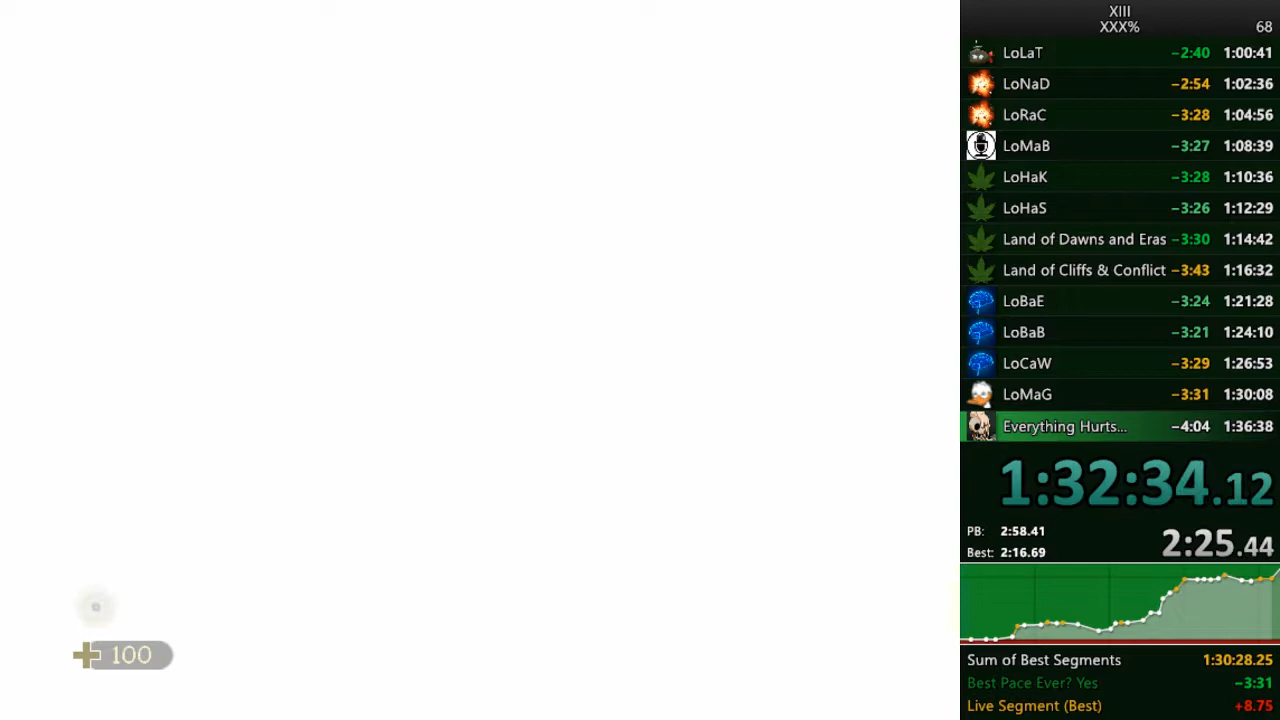 XIII
XXX%
68
LoLaT −2:40 1:00:41
LoNaD −2:54 1:02:36
LoRaC −3:28 1:04:56
LoMaB −3:27 1:08:39
LoHaK −3:28 1:10:36
LoHaS −3:26 1:12:29
Land of Dawns and Eras −3:30 1:14:42
Land of Cliffs & Conflict −3:43 1:16:32
LoBaE −3:24 1:21:28
LoBaB −3:21 1:24:10
LoCaW −3:29 1:26:53
LoMaG −3:31 1:30:08
Everything Hurts... −4:04 1:36:38
1:32:34.12
PB: 2:58.41
Best: 2:16.69
2:25.44
Sum of Best Segments 1:30:28.25
Best Pace Ever? Yes −3:31
Live Segment (Best) +8.75
100